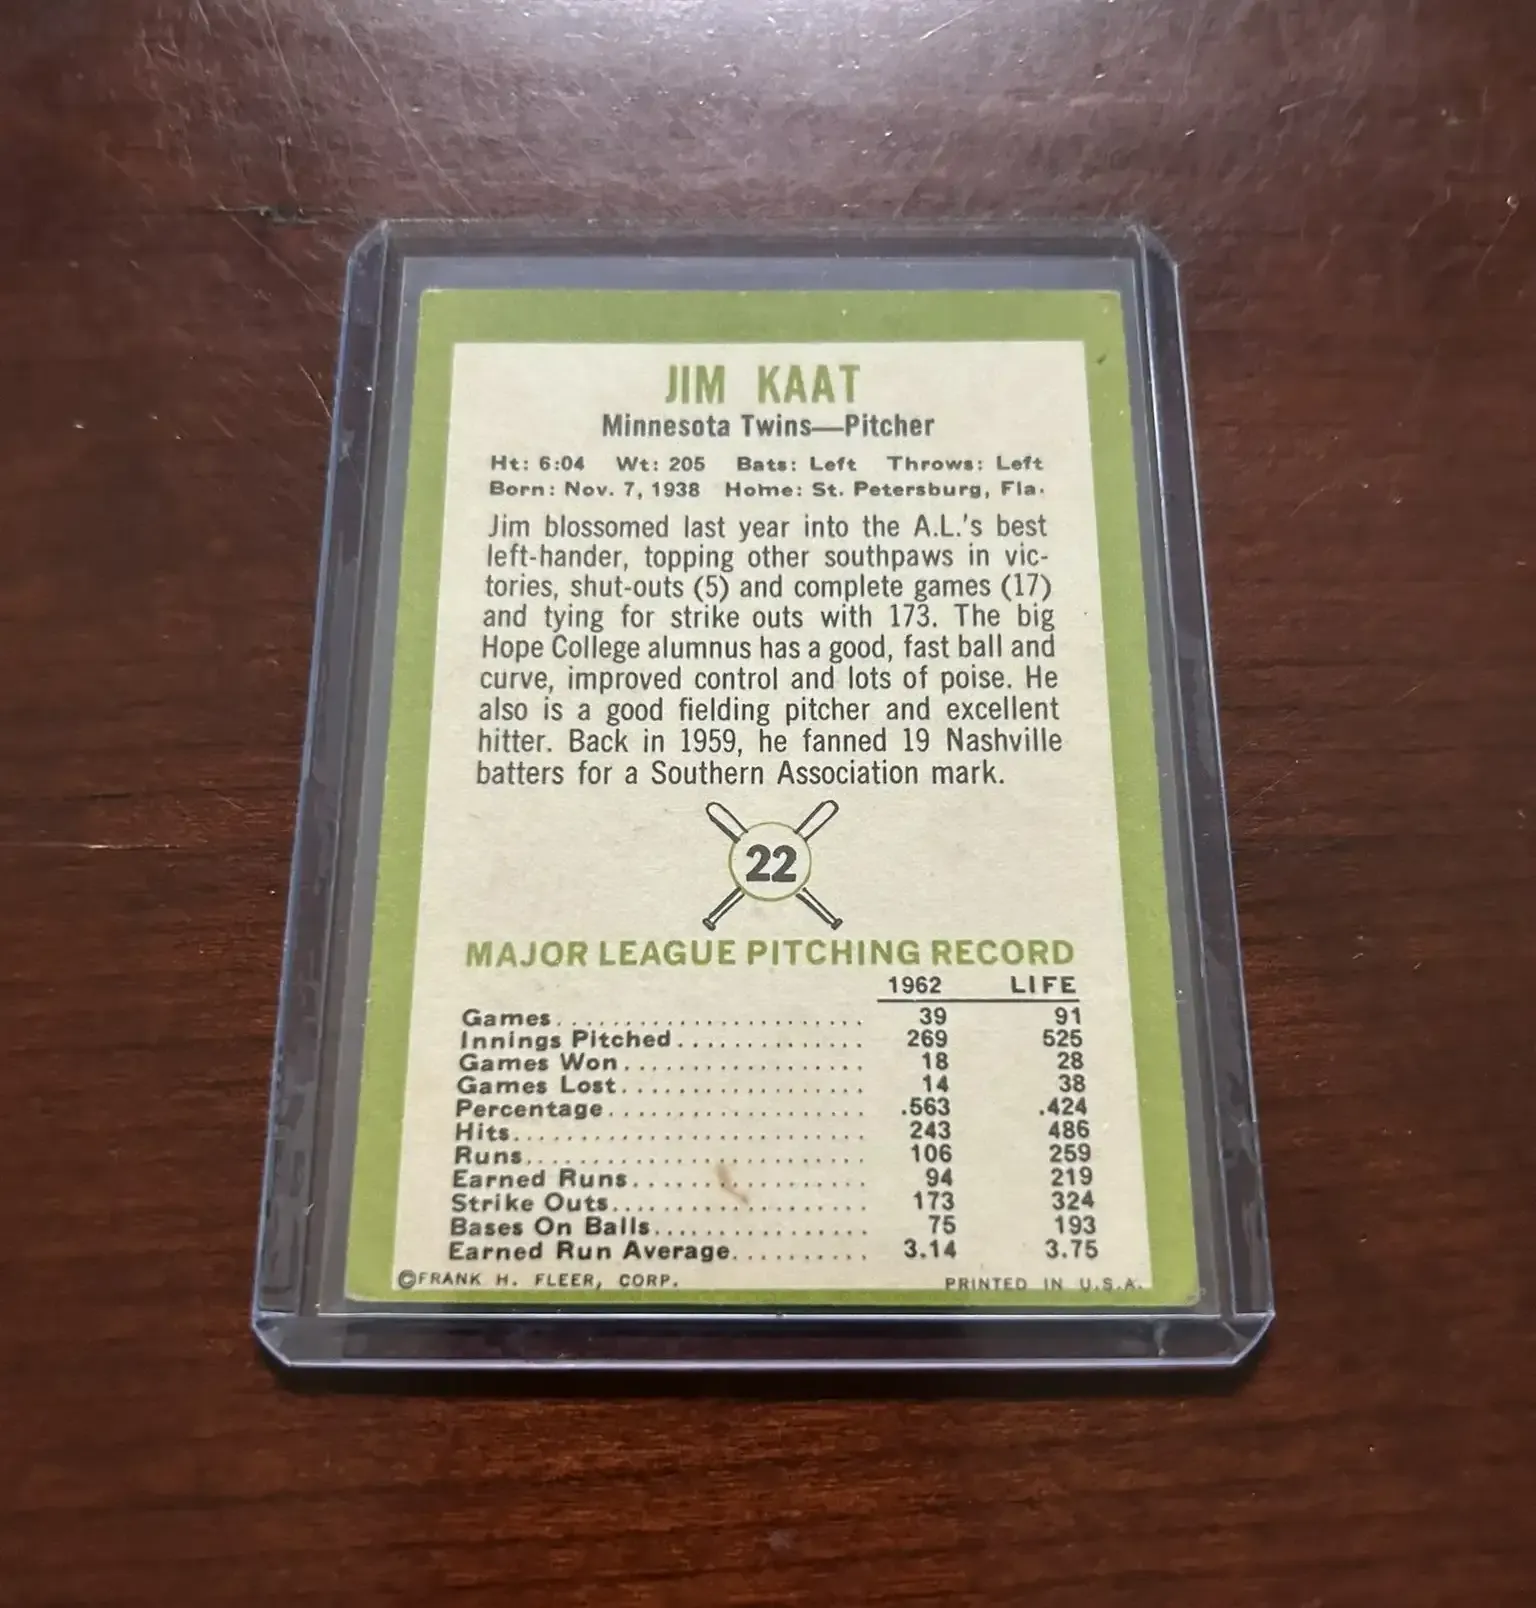 JIM KAAT
Minnesota Twins—Pitcher
Ht: 6:04 Wt: 205 Bats: Left Throws: Left
Born: Nov. 7, 1938 Home: St. Petersburg, Fla.
Jim blossomed last year into the A.L.'s best
left-hander, topping other southpaws in vic-
tories, shut-outs (5) and complete games (17)
and tying for strike outs with 173. The big
Hope College alumnus has a good, fast ball and
curve, improved control and lots of poise. He
also is a good fielding pitcher and excellent
hitter. Back in 1959, he fanned 19 Nashville
batters for a Southern Association mark.
22
MAJOR LEAGUE PITCHING RECORD
1962 LIFE
Games........................ 39 91
Innings Pitched.............. 269 525
Games Won.................. 18 28
Games Lost.................. 14 38
Percentage................... .563 .424
Hits........................... 243 486
Runs.......................... 106 259
Earned Runs.................. 94 219
Strike Outs................... 173 324
Bases On Balls................ 75 193
Earned Run Average.......... 3.14 3.75
©FRANK H. FLEER, CORP. PRINTED IN U.S.A.